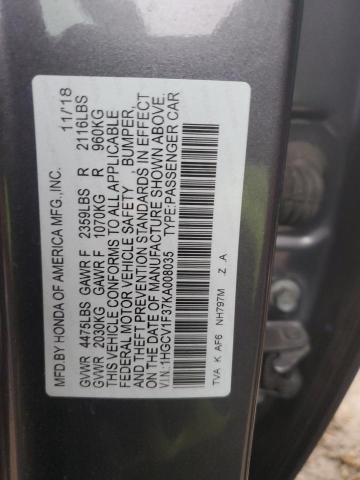 MFD.BY HONDA OF AMERICA MFG.,INC. 11/18
GVWR 4475LBS GAWR F 2359LBS R 2116LBS
GVWR 2030KG GAWR F 1070KG R 960KG
THIS VEHICLE CONFORMS TO ALL APPLICABLE
FEDERAL MOTOR VEHICLE SAFETY , BUMPER,
AND THEFT PREVENTION STANDARDS IN EFFECT
ON THE DATE OF MANUFACTURE SHOWN ABOVE.
V.I.N.:1HGCV1F37KA008035 TYPE:PASSENGER CAR
TVA K AF6 NH797M .Z .A